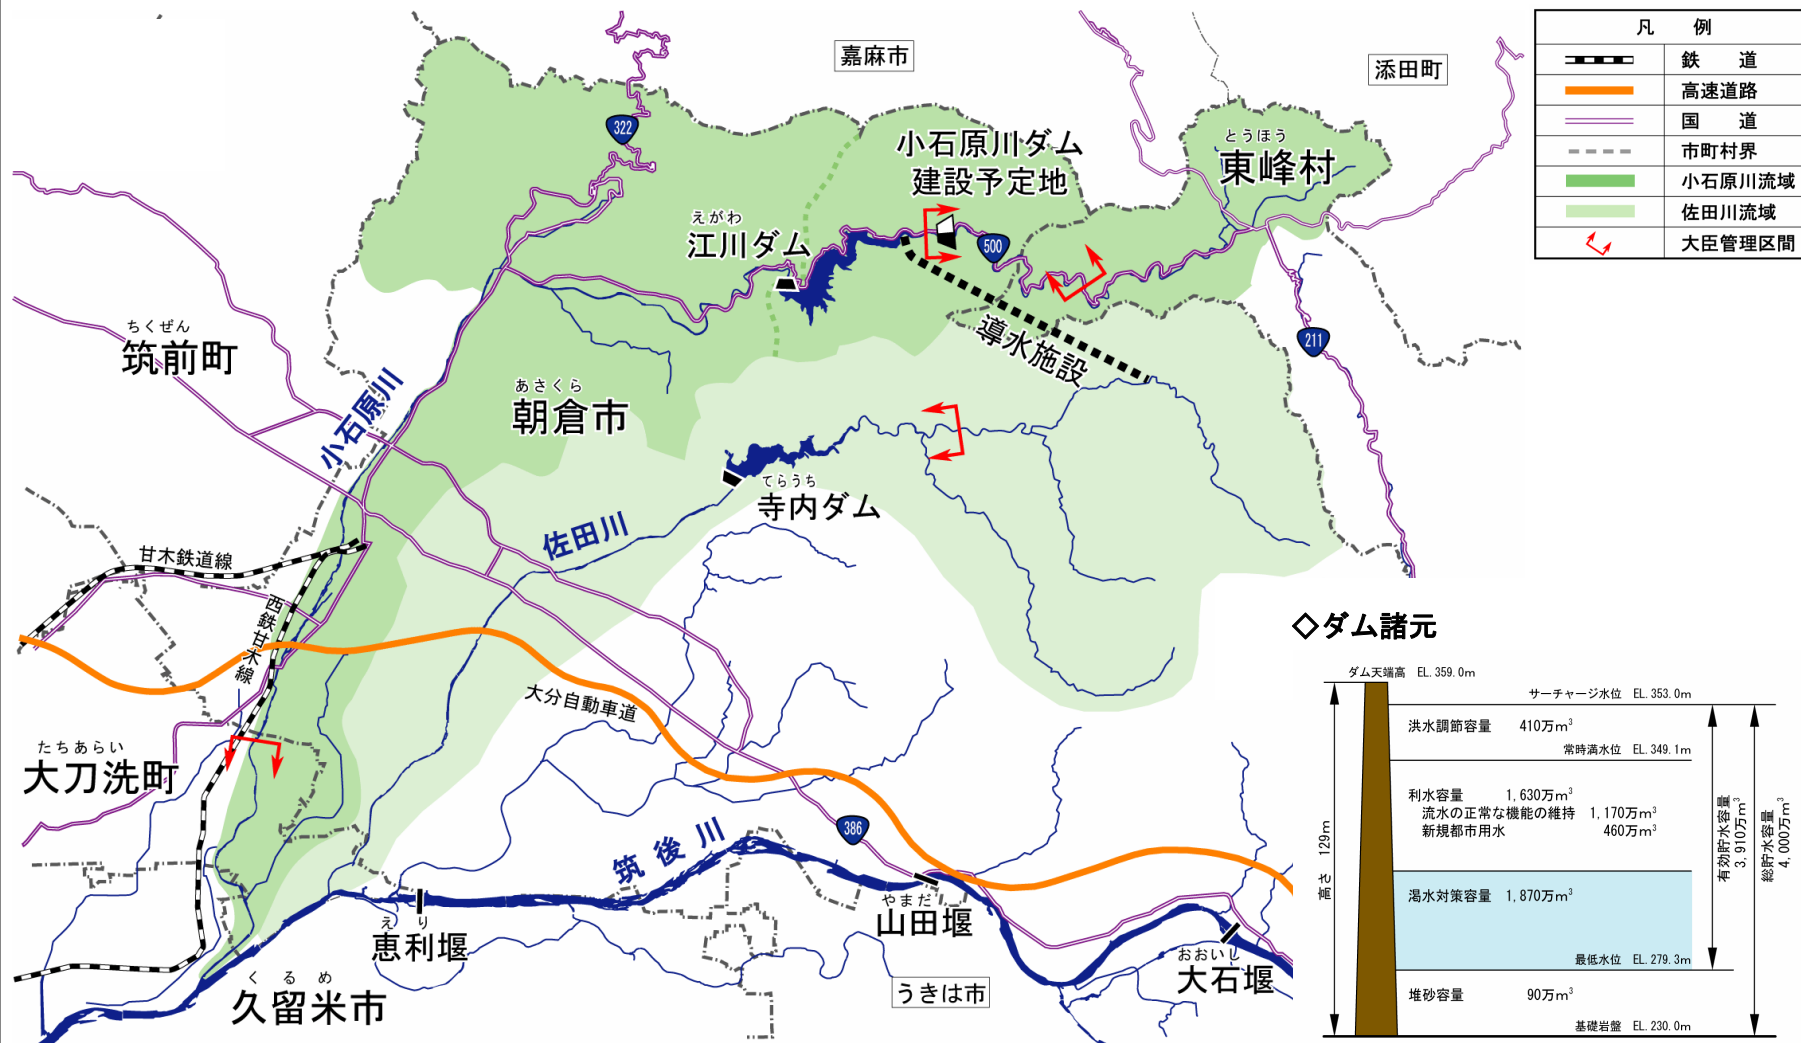 嘉麻市
添田町
凡　例
鉄　道
高速道路
国　道
市町村界
小石原川流域
佐田川流域
大臣管理区間
322
小石原川ダム
建設予定地
とうほう
東峰村
えがわ
江川ダム
500
導水施設
211
ちくぜん
筑前町
小石原川
あさくら
朝倉市
てらうち
寺内ダム
佐田川
甘木鉄道線
西鉄甘木線
大分自動車道
たちあらい
大刀洗町
386
筑後川
えり
恵利堰
やまだ
山田堰
おおいし
大石堰
くるめ
久留米市
うきは市
◇ダム諸元
ダム天端高 EL.359.0m
サーチャージ水位 EL.353.0m
洪水調節容量 410万m³
常時満水位 EL.349.1m
利水容量 1,630万m³
流水の正常な機能の維持 1,170万m³
新規都市用水 460万m³
渇水対策容量 1,870万m³
最低水位 EL.279.3m
堆砂容量 90万m³
基礎岩盤 EL.230.0m
高さ 129m
有効貯水容量
3,910万m³
総貯水容量
4,000万m³